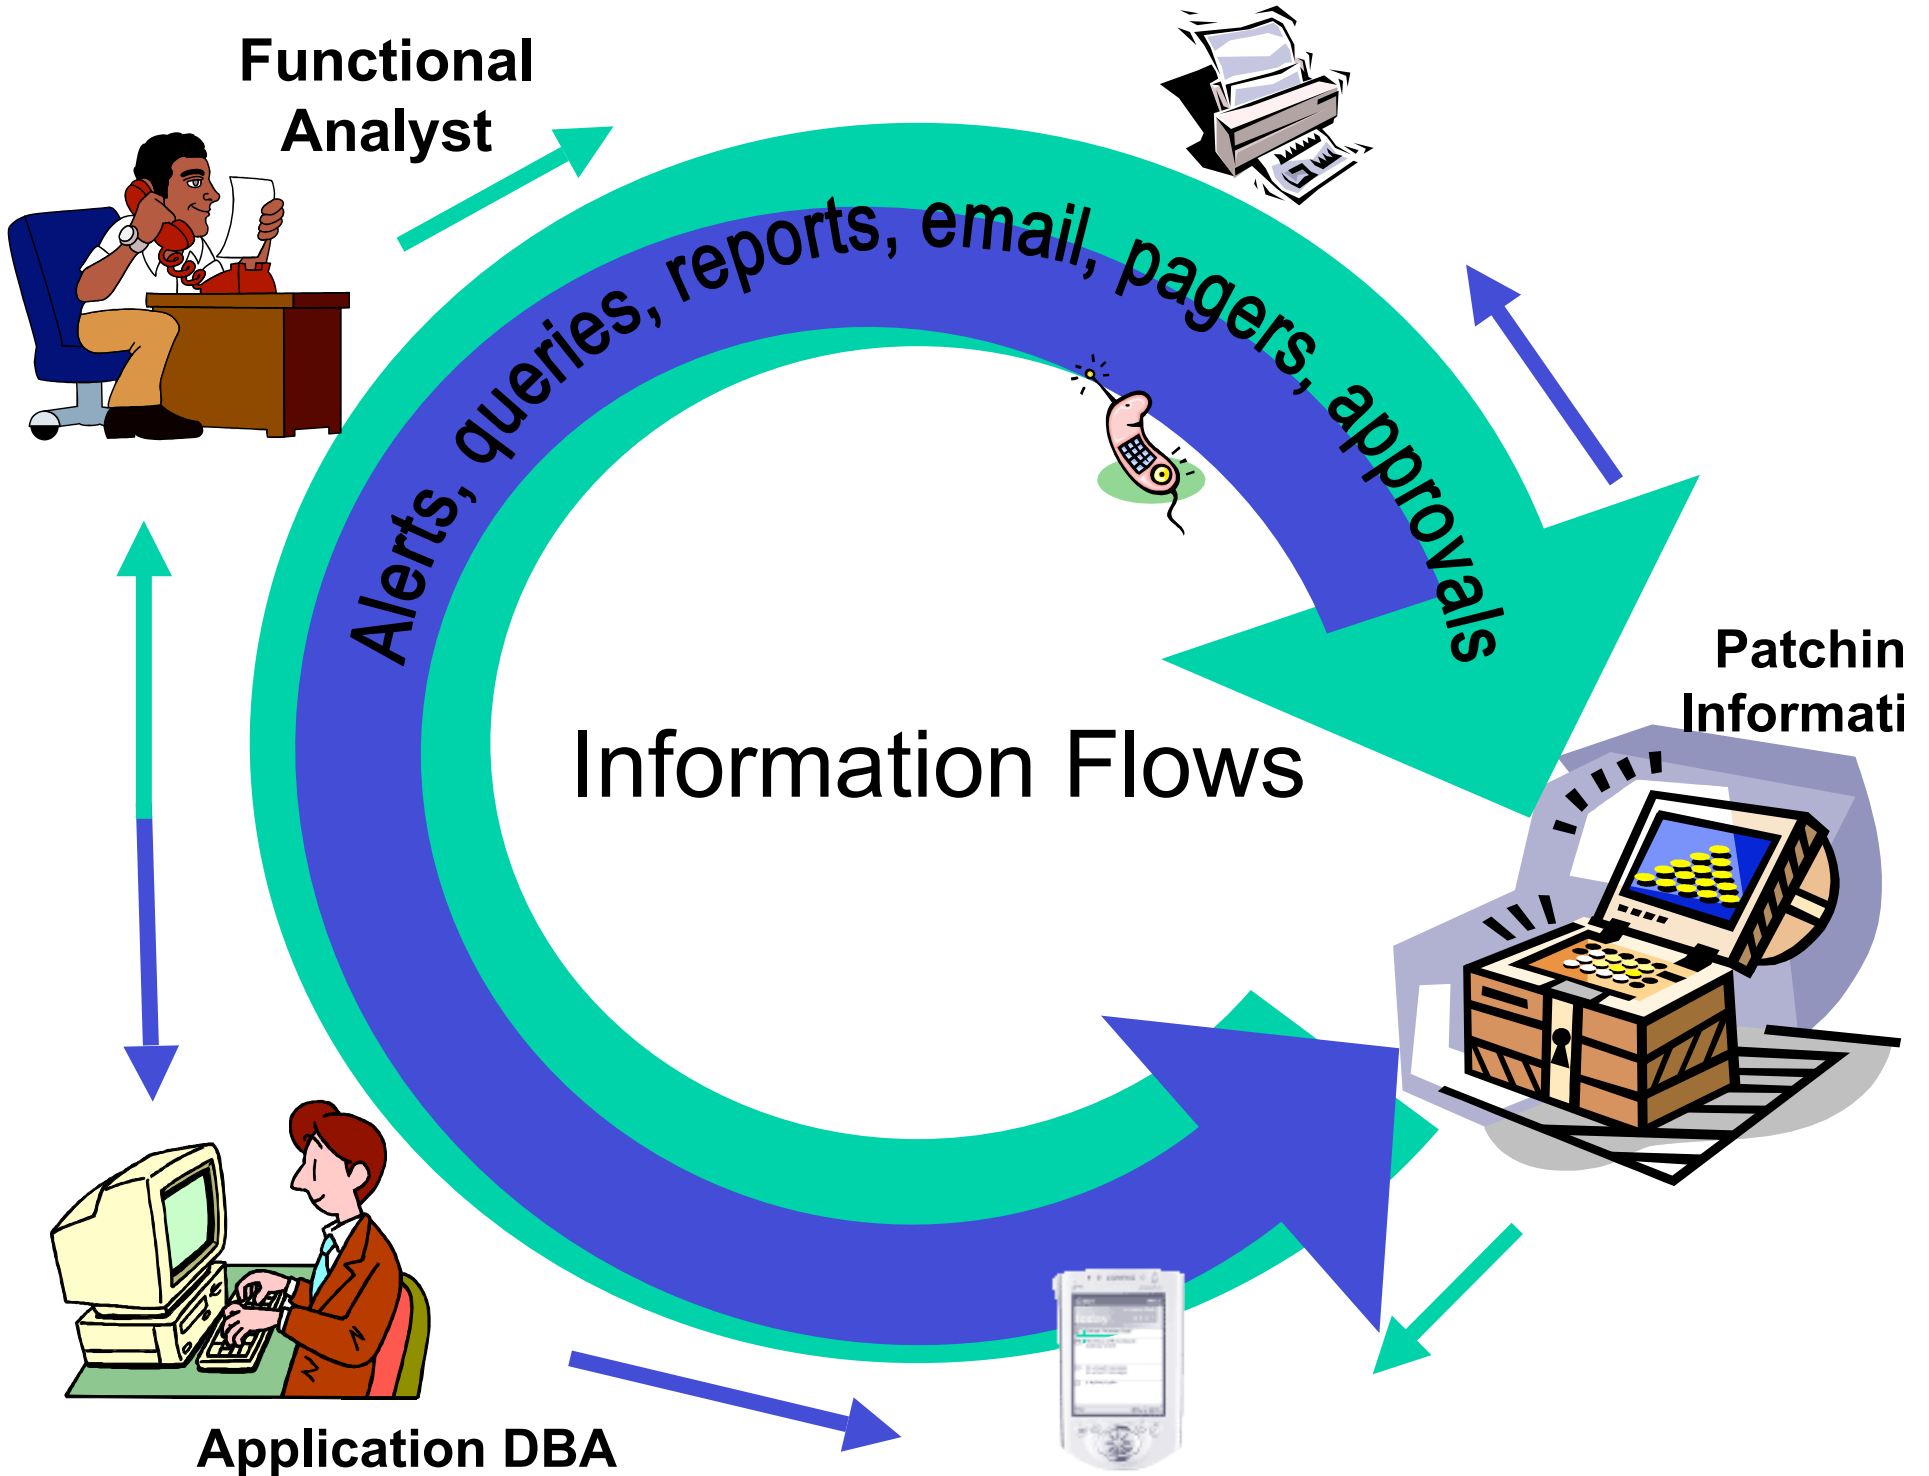 Functional
Analyst
Alerts, queries, reports, email, pagers, approvals
Patchin
Informati
Information Flows
Application DBA